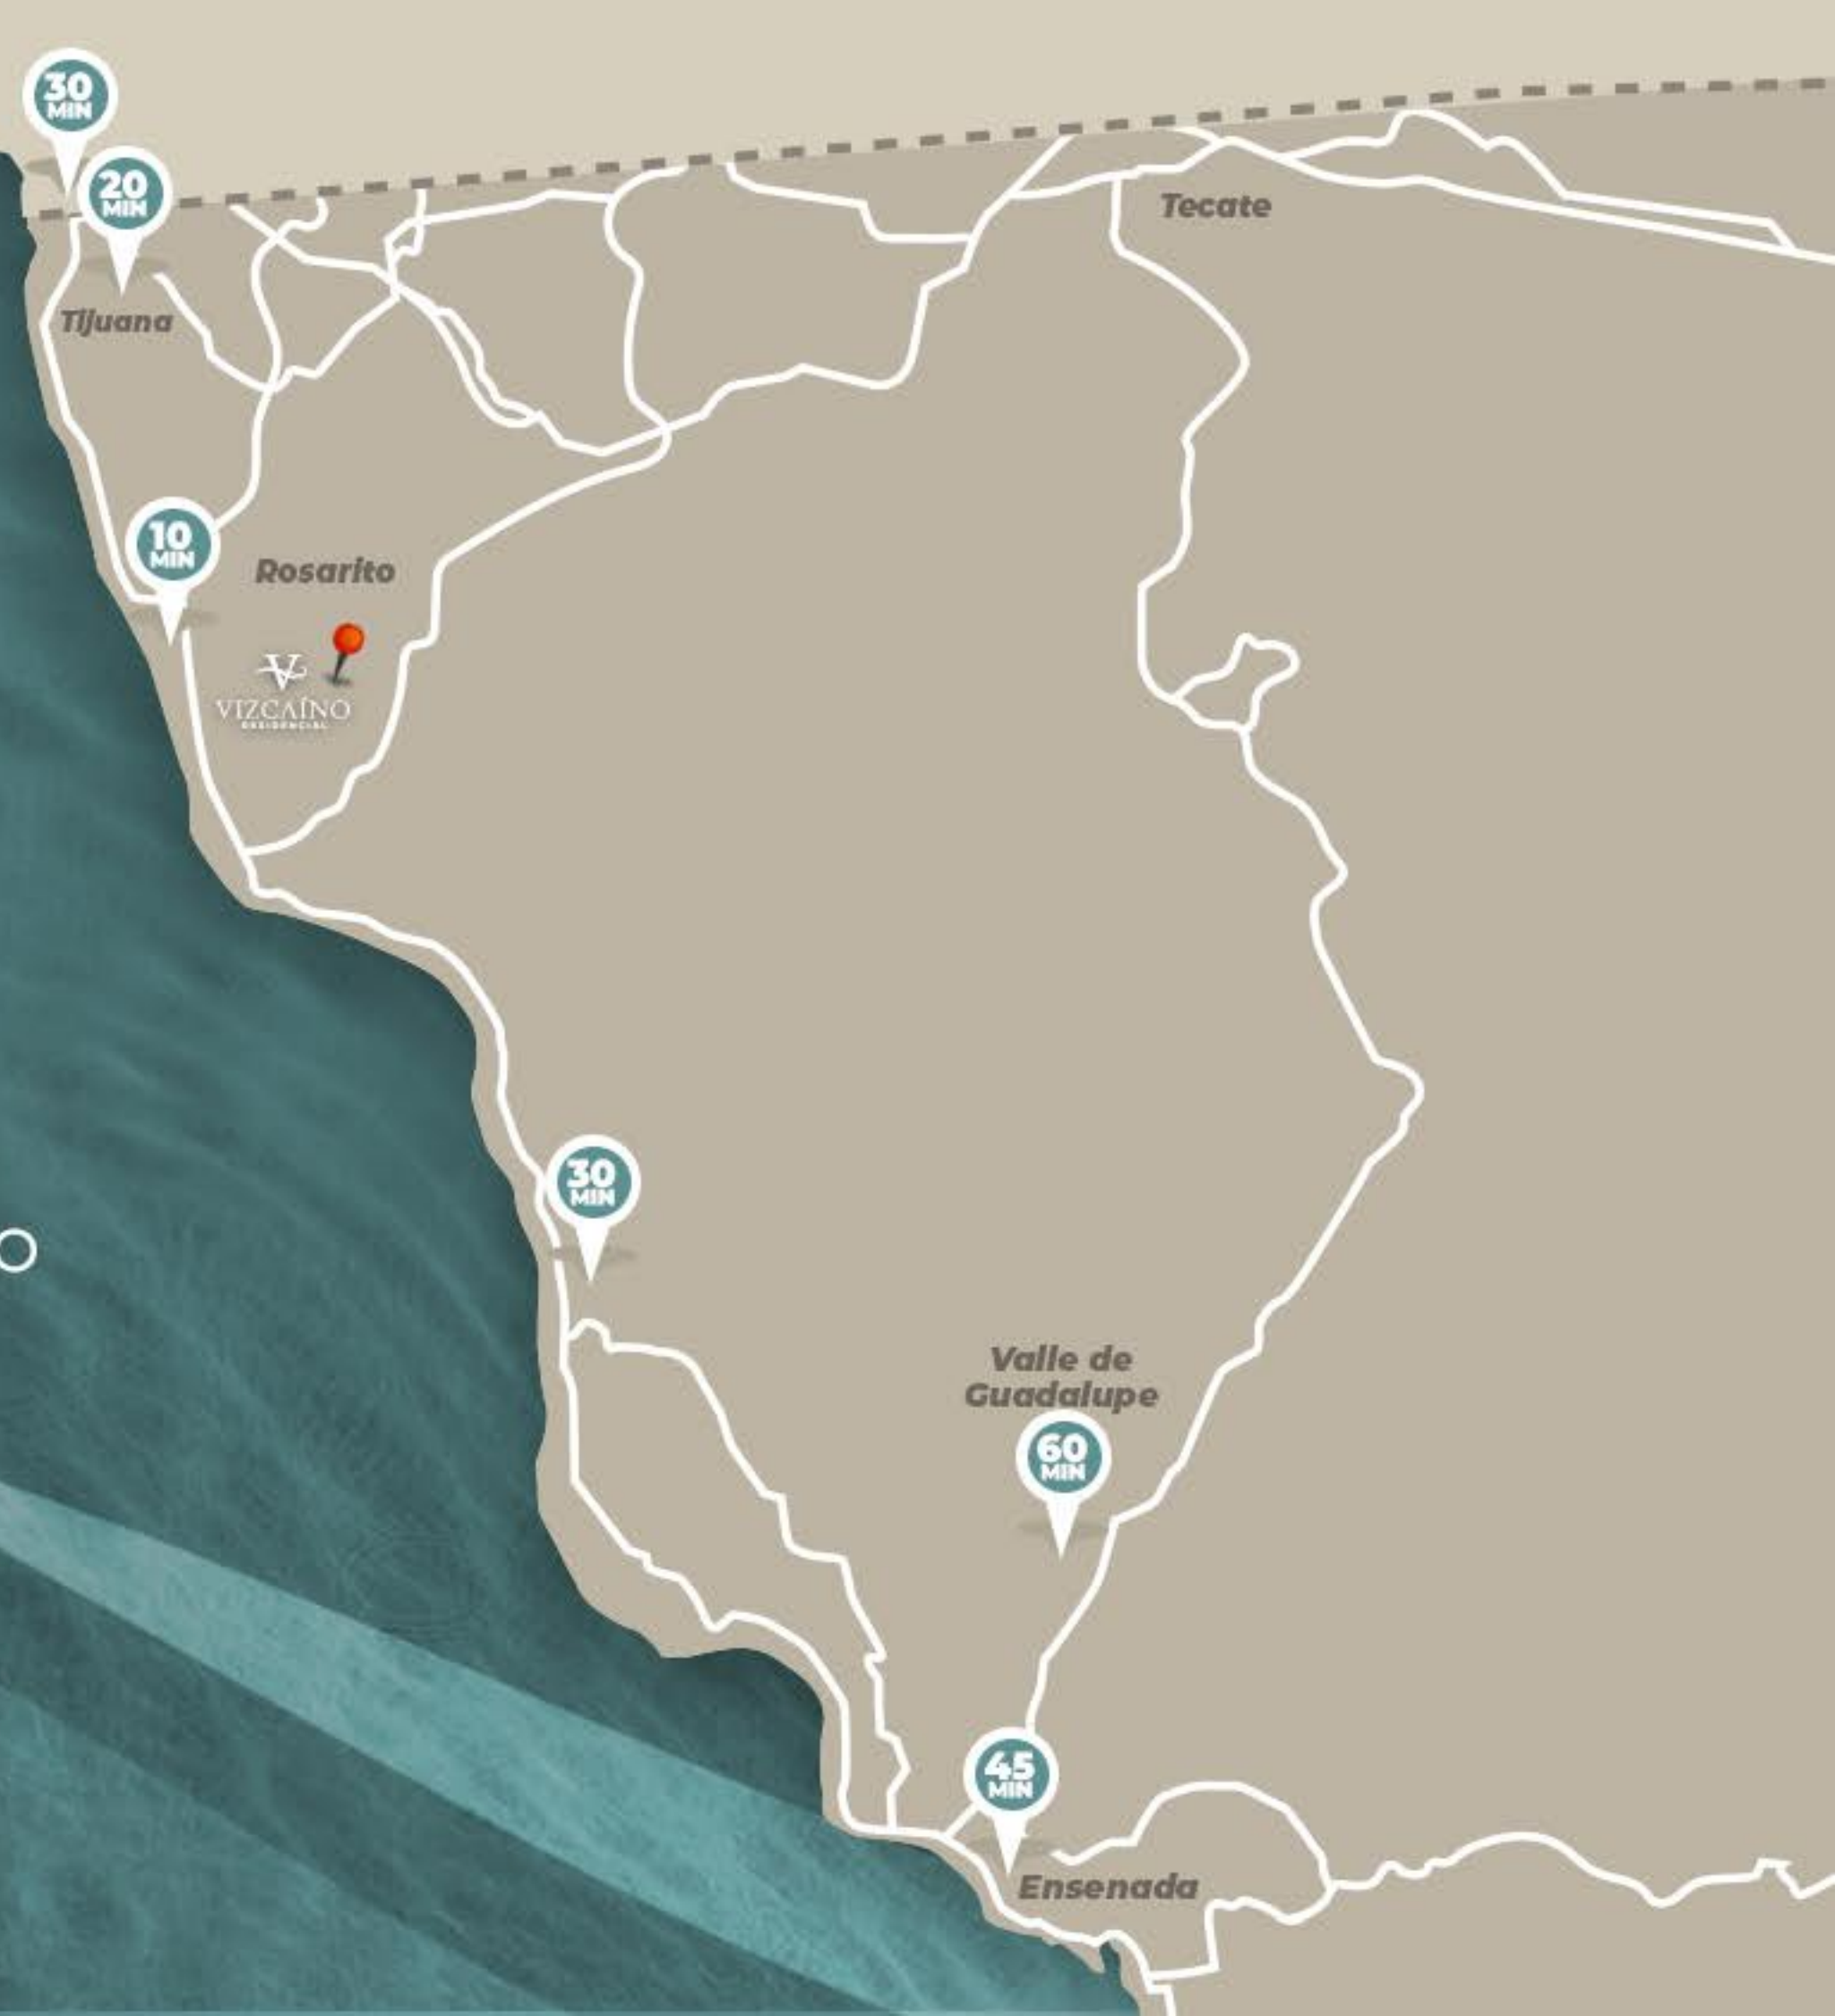 30
MIN
20
MIN
Tecate
Tijuana
10
MIN
Rosarito
VIZCAÍNO
RESIDENCIAL
30
MIN
Valle de
Guadalupe
60
MIN
45
MIN
Ensenada